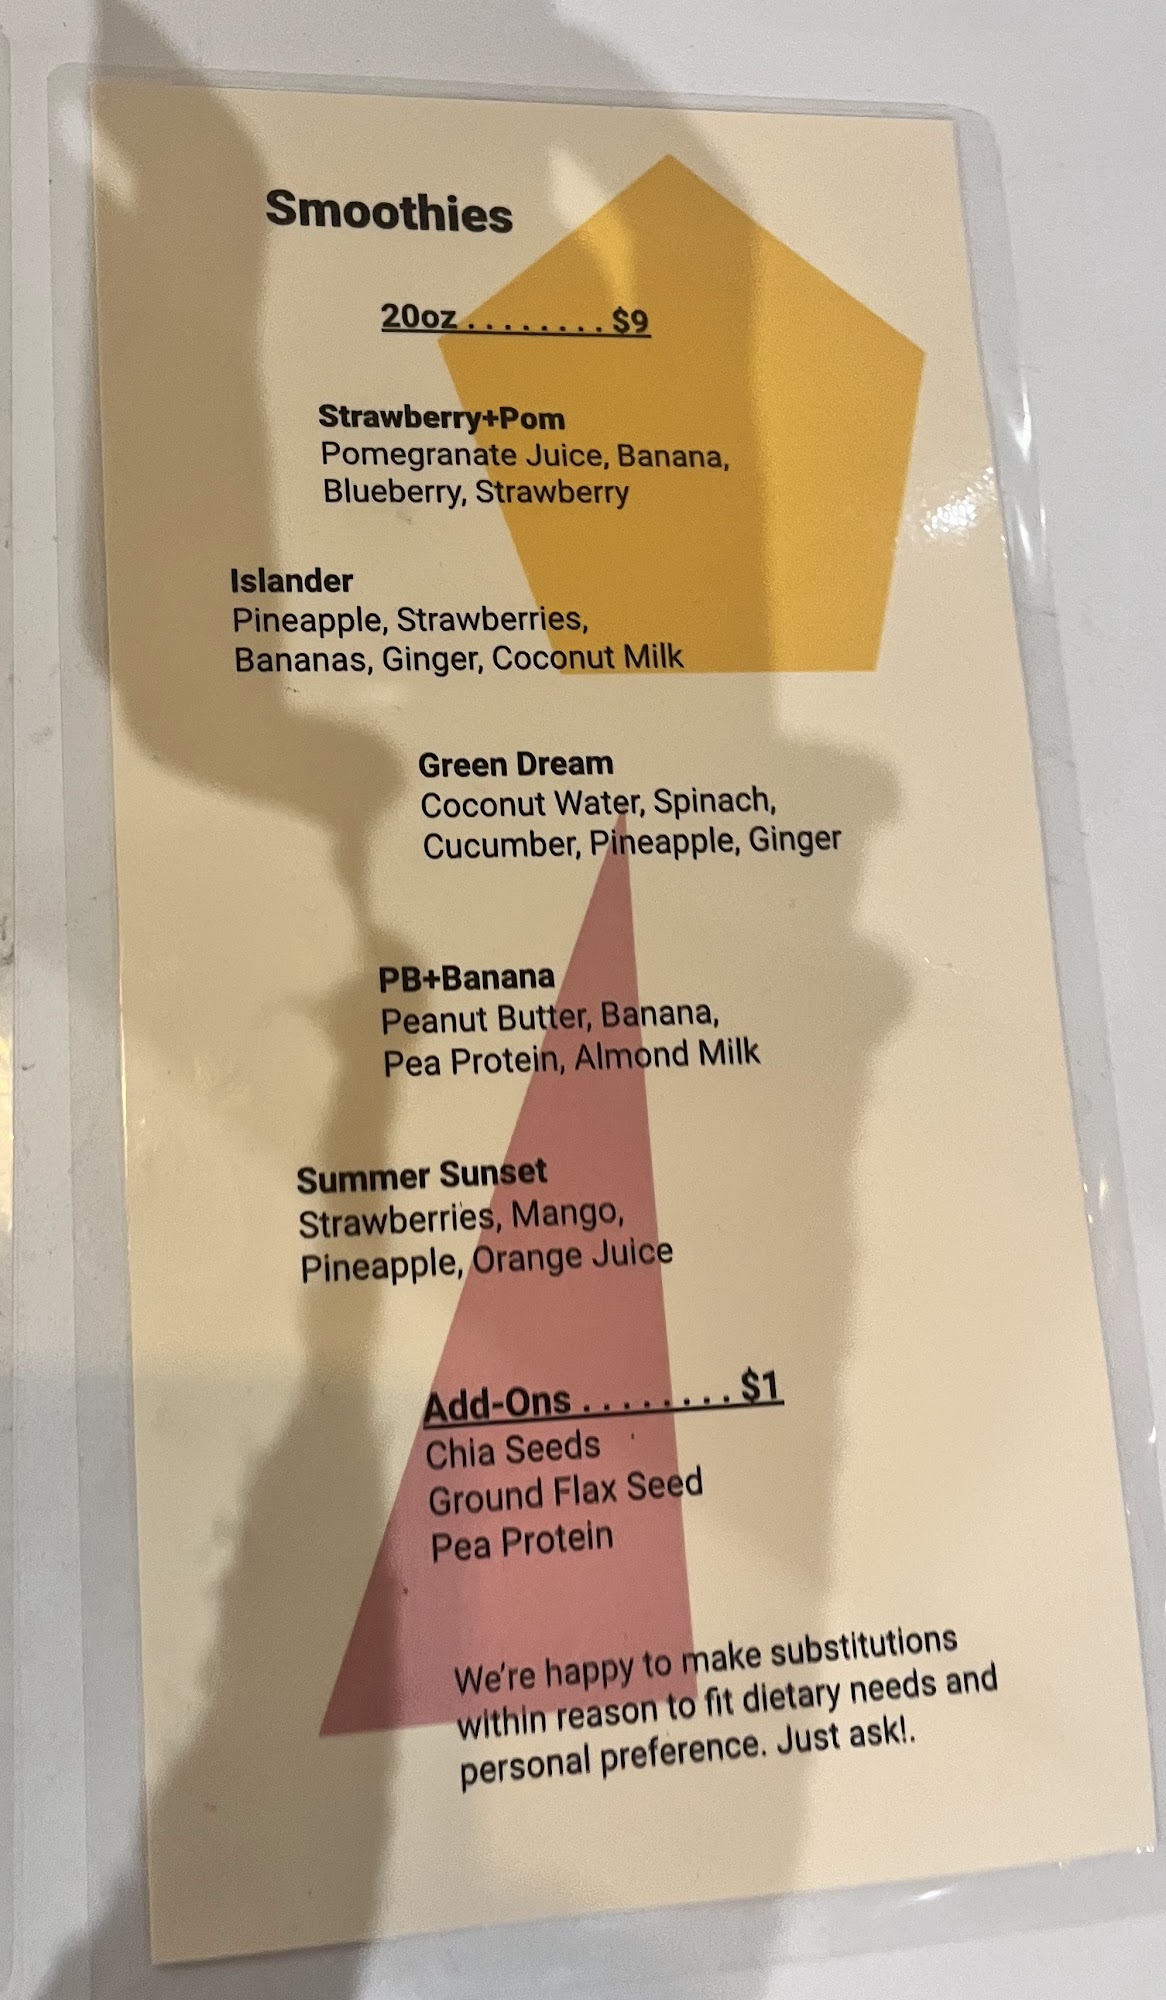 Smoothies
20oz........$9
Strawberry+Pom
Pomegranate Juice, Banana,
Blueberry, Strawberry
Islander
Pineapple, Strawberries,
Bananas, Ginger, Coconut Milk
Green Dream
Coconut Water, Spinach,
Cucumber, Pineapple, Ginger
PB+Banana
Peanut Butter, Banana,
Pea Protein, Almond Milk
Summer Sunset
Strawberries, Mango,
Pineapple, Orange Juice
Add-Ons........$1
Chia Seeds
Ground Flax Seed
Pea Protein
We're happy to make substitutions
within reason to fit dietary needs and
personal preference. Just ask!.